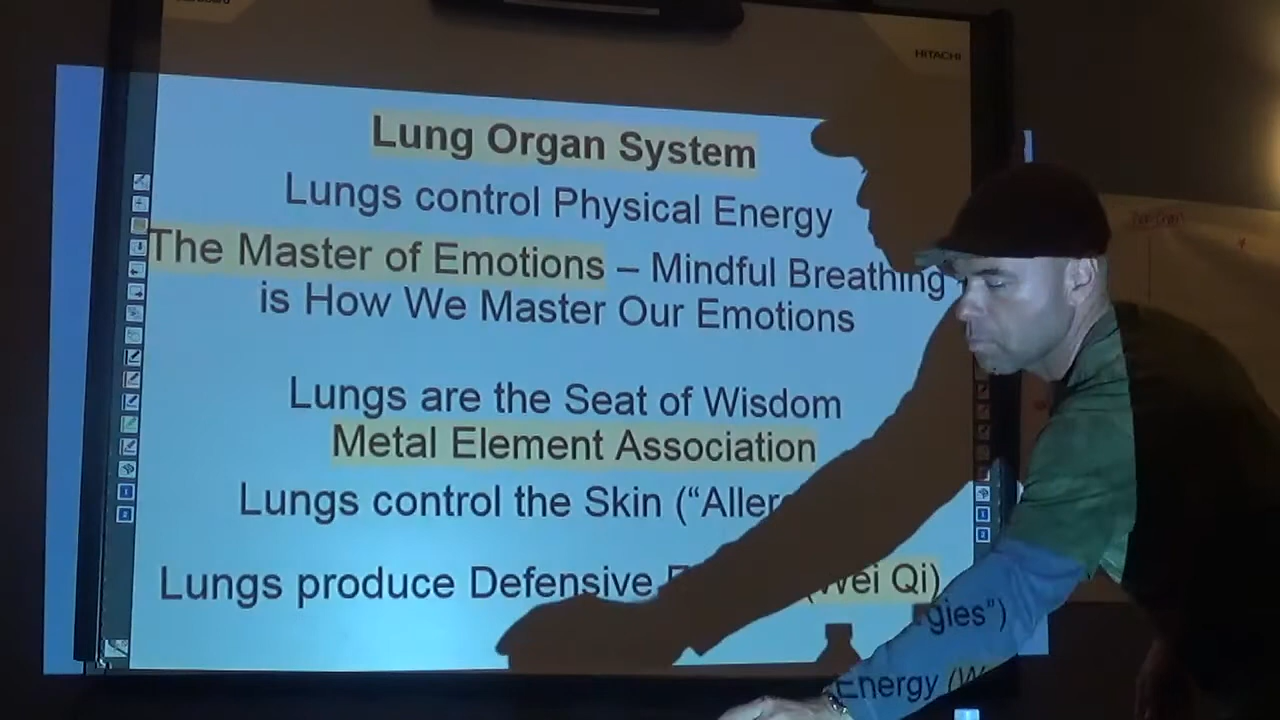 HITACHI
Lung Organ System
Lungs control Physical Energy
The Master of Emotions – Mindful Breathing
is How We Master Our Emotions
Lungs are the Seat of Wisdom
Metal Element Association
Lungs control the Skin (“Aller
gies”)
Lungs produce Defensive
Wei Qi)
Energy (W